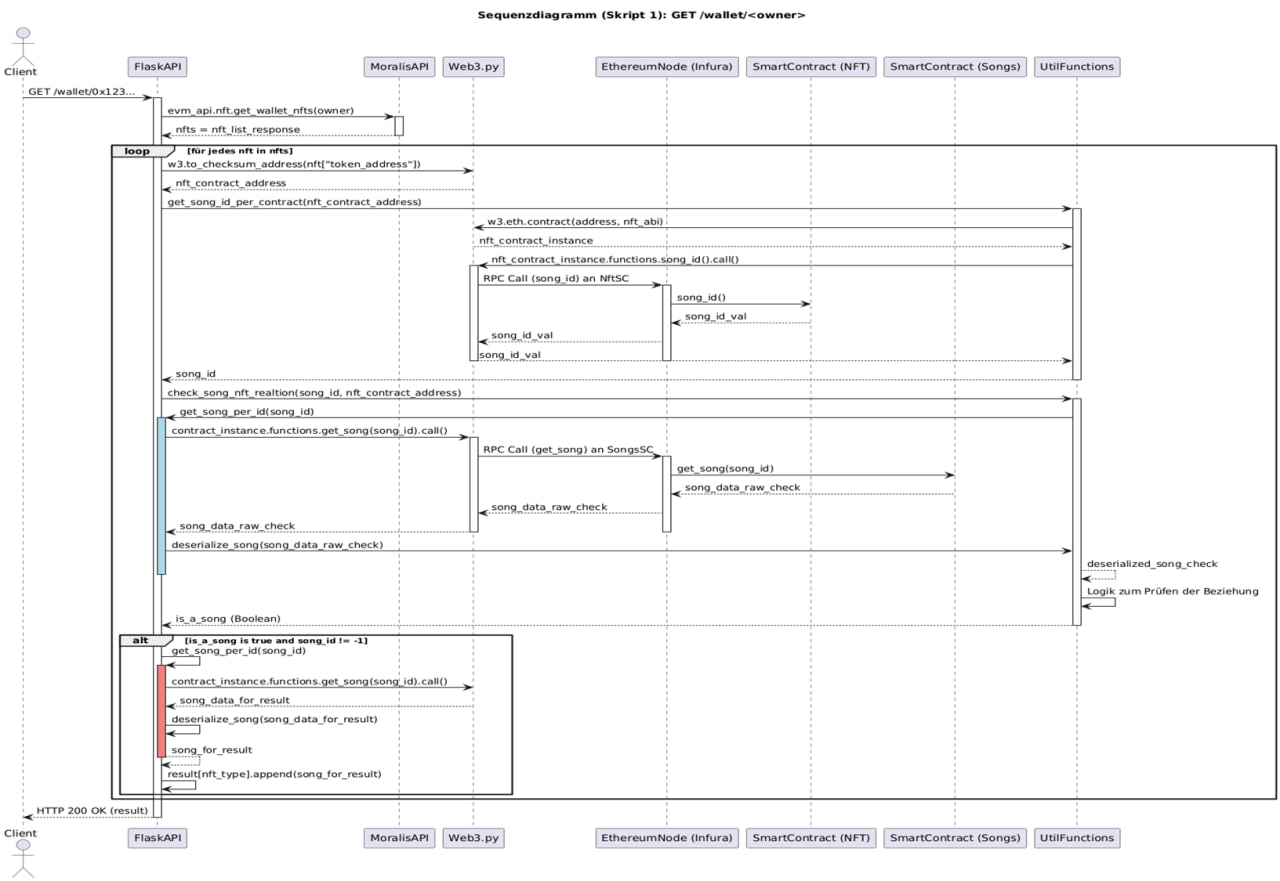 Sequenzdiagramm (Skript 1): GET /wallet/<owner>
Client
FlaskAPI
MoralisAPI
Web3.py
EthereumNode (Infura)
SmartContract (NFT)
SmartContract (Songs)
UtilFunctions
GET /wallet/0x123...
evm_api.nft.get_wallet_nfts(owner)
nfts = nft_list_response
loop [für jedes nft in nfts]
w3.to_checksum_address(nft["token_address"])
nft_contract_address
get_song_id_per_contract(nft_contract_address)
w3.eth.contract(address, nft_abi)
nft_contract_instance
nft_contract_instance.functions.song_id().call()
RPC Call (song_id) an NftSC
song_id()
song_id_val
song_id_val
song_id_val
song_id
check_song_nft_realtion(song_id, nft_contract_address)
get_song_per_id(song_id)
contract_instance.functions.get_song(song_id).call()
RPC Call (get_song) an SongsSC
get_song(song_id)
song_data_raw_check
song_data_raw_check
song_data_raw_check
deserialize_song(song_data_raw_check)
deserialized_song_check
Logik zum Prüfen der Beziehung
is_a_song (Boolean)
alt [is_a_song is true and song_id != -1]
get_song_per_id(song_id)
contract_instance.functions.get_song(song_id).call()
song_data_for_result
deserialize_song(song_data_for_result)
song_for_result
result[nft_type].append(song_for_result)
HTTP 200 OK (result)
Client
FlaskAPI
MoralisAPI
Web3.py
EthereumNode (Infura)
SmartContract (NFT)
SmartContract (Songs)
UtilFunctions